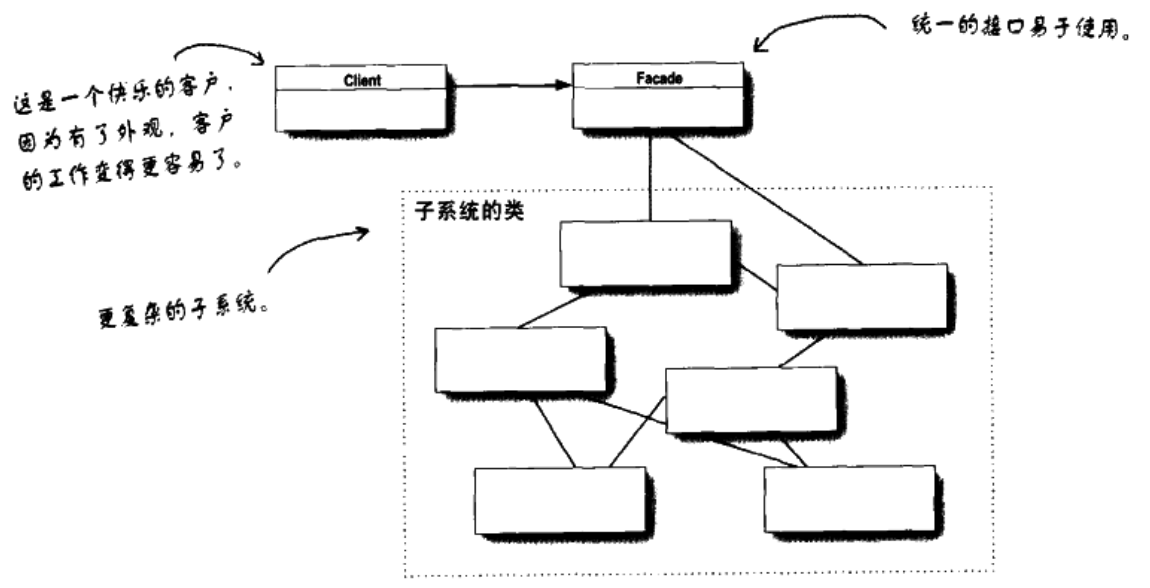 统一的接口易于使用。
Client
Facade
这是一个快乐的客户，
因为有了外观，客户
的工作变得更容易了。
子系统的类
更复杂的子系统。